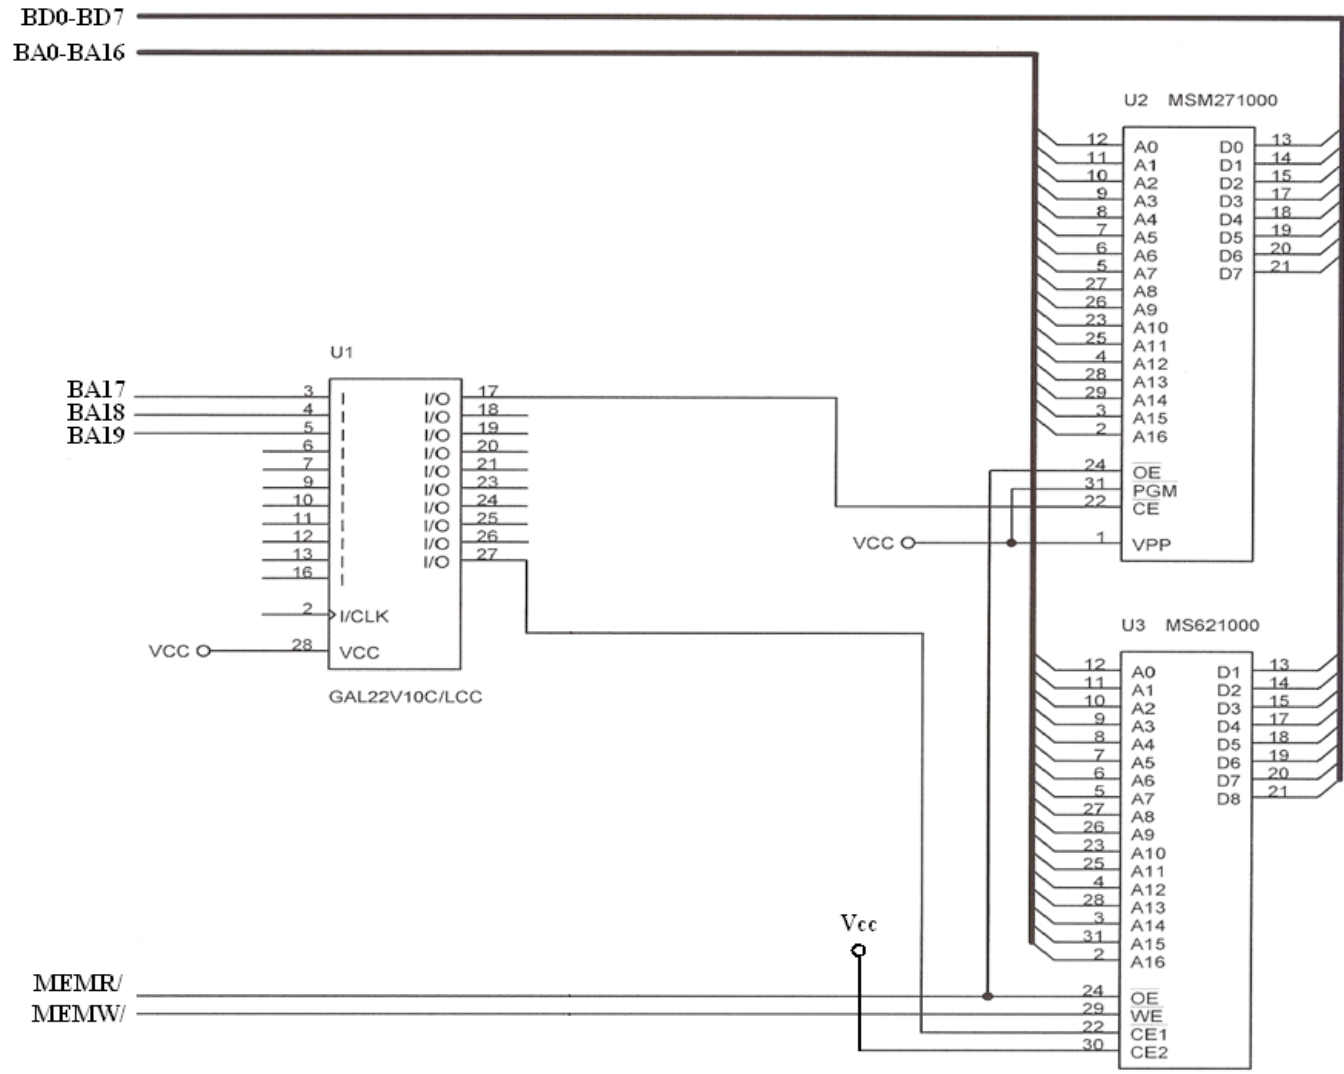 BD0-BD7
BA0-BA16
U2 MSM271000
12 A0 D0 13
11 A1 D1 14
10 A2 D2 15
9 A3 D3 17
8 A4 D4 18
7 A5 D5 19
6 A6 D6 20
5 A7 D7 21
27 A8
26 A9
23 A10
25 A11
4 A12
28 A13
29 A14
3 A15
2 A16
24 OE
31 PGM
22 CE
VCC 1 VPP
U1
BA17 3 I I/O 17
BA18 4 I I/O 18
BA19 5 I I/O 19
6 I I/O 20
7 I I/O 21
9 I I/O 23
10 I I/O 24
11 I I/O 25
12 I I/O 26
13 I I/O 27
16 I
2 I/CLK
VCC 28 VCC
GAL22V10C/LCC
U3 MS621000
12 A0 D1 13
11 A1 D2 14
10 A2 D3 15
9 A3 D4 17
8 A4 D5 18
7 A5 D6 19
6 A6 D7 20
5 A7 D8 21
27 A8
26 A9
23 A10
25 A11
4 A12
28 A13
3 A14
31 A15
2 A16
Vcc
MEMR/ 24 OE
MEMW/ 29 WE
22 CE1
30 CE2